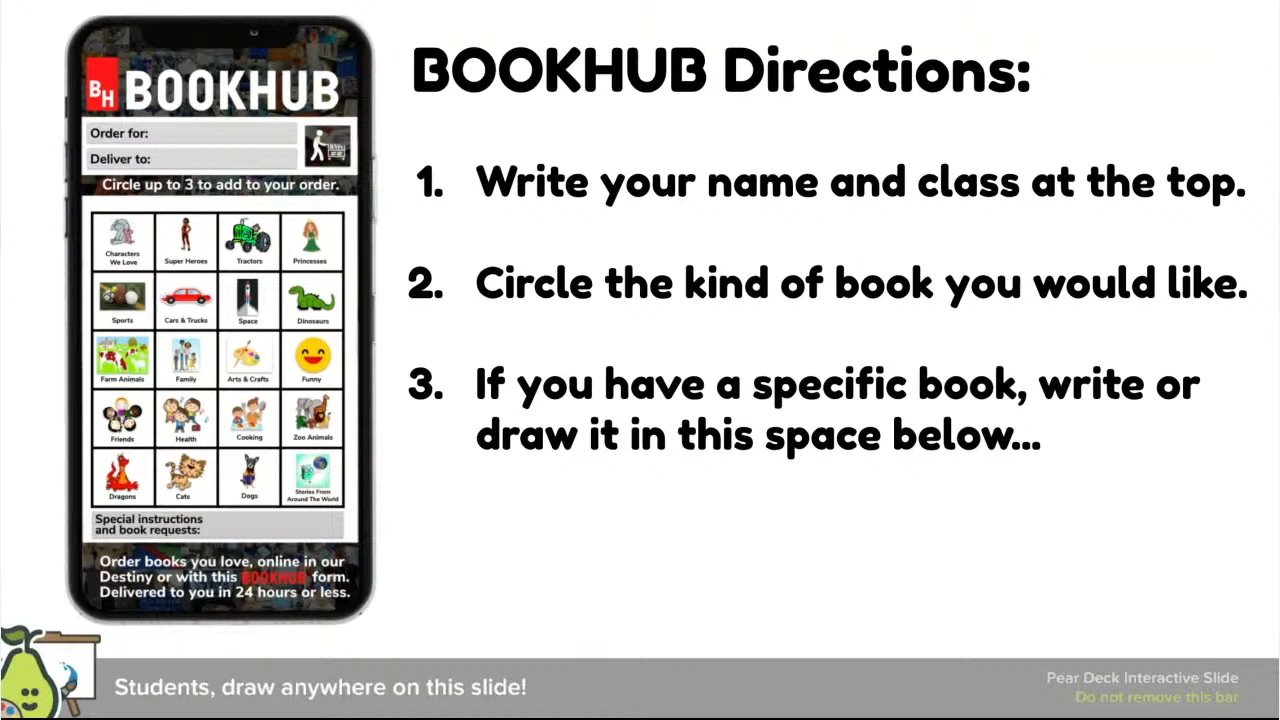 BH BOOKHUB
Order for:
Deliver to:
Circle up to 3 to add to your order.
Characters
We Love
Super Heroes
Tractors
Princesses
Sports
Cars & Trucks
Space
Dinosaurs
Farm Animals
Family
Arts & Crafts
Funny
Friends
Health
Cooking
Zoo Animals
Dragons
Cats
Dogs
Stories From
Around The World
Special instructions
and book requests:
Order books you love, online in our
Destiny or with this BOOKHUB form.
Delivered to you in 24 hours or less.
BOOKHUB Directions:
1. Write your name and class at the top.
2. Circle the kind of book you would like.
3. If you have a specific book, write or
draw it in this space below...
Students, draw anywhere on this slide!
Pear Deck Interactive Slide
Do not remove this bar